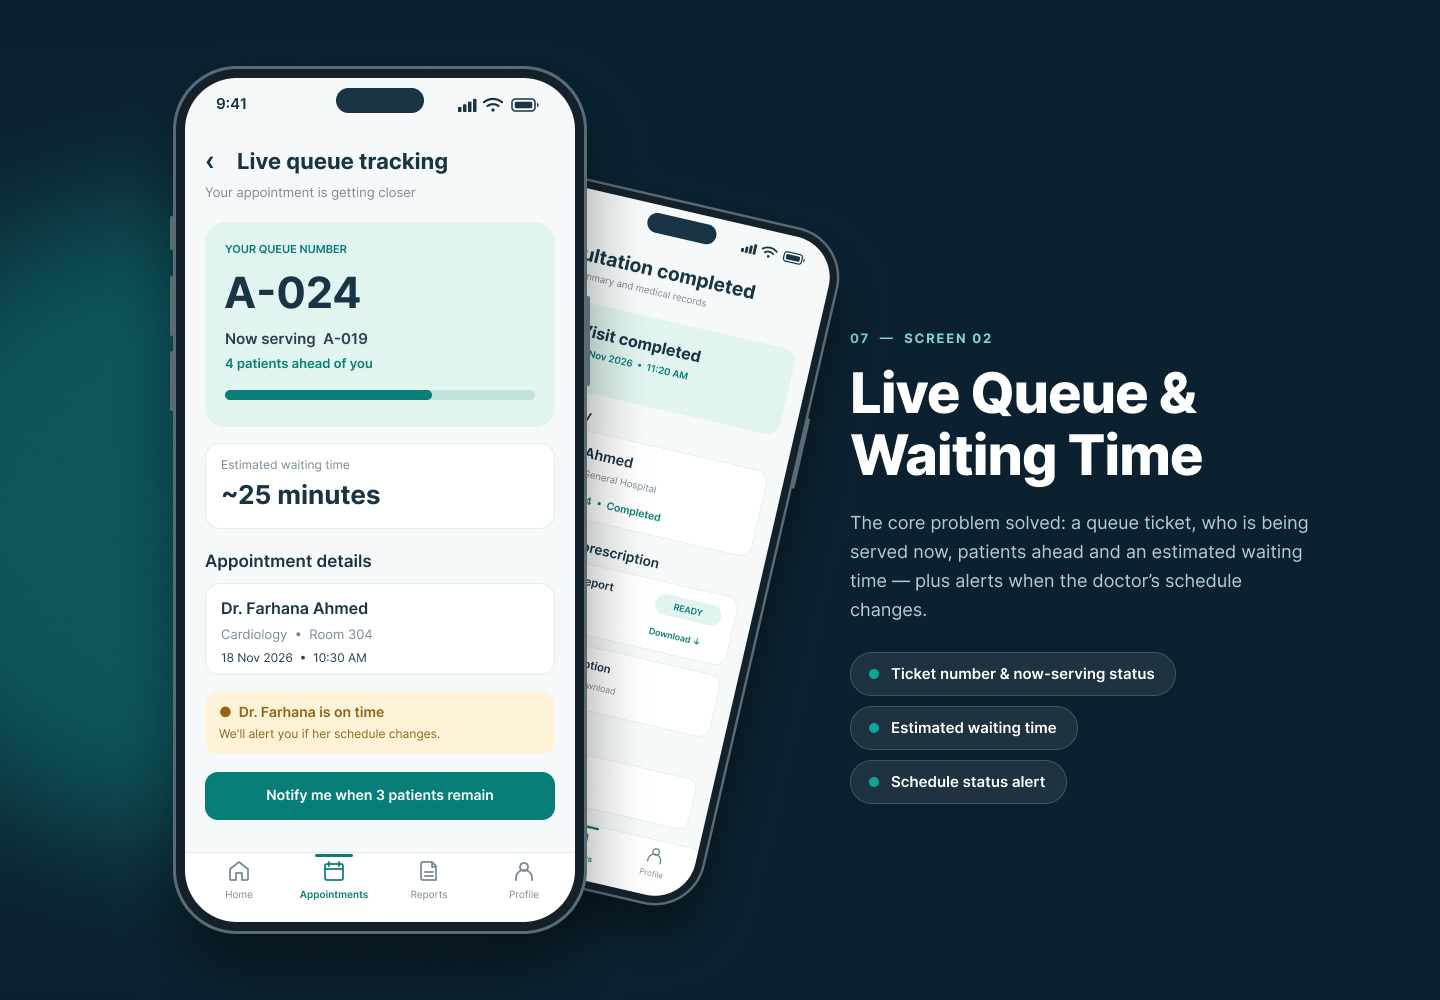 9:41
Live queue tracking
Your appointment is getting closer
YOUR QUEUE NUMBER
A-024
Now serving A-019
4 patients ahead of you
Estimated waiting time
~25 minutes
Appointment details
Dr. Farhana Ahmed
Cardiology • Room 304
18 Nov 2026 • 10:30 AM
Dr. Farhana is on time
We'll alert you if her schedule changes.
Notify me when 3 patients remain
Home
Appointments
Reports
Profile
completed
and medical records
completed
Nov 2026 • 11:20 AM
Ahmed
General Hospital
4 • Completed
prescription
READY
Download ↓
Profile
07 — SCREEN 02
Live Queue &
Waiting Time
The core problem solved: a queue ticket, who is being
served now, patients ahead and an estimated waiting
time — plus alerts when the doctor’s schedule
changes.
Ticket number & now-serving status
Estimated waiting time
Schedule status alert